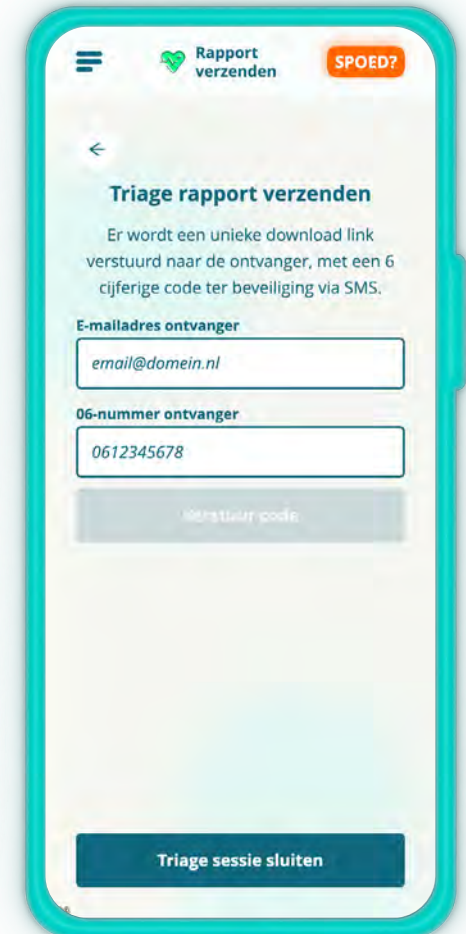 Rapport
verzenden
SPOED?
Triage rapport verzenden
Er wordt een unieke download link
verstuurd naar de ontvanger, met een 6
cijferige code ter beveiliging via SMS.
E-mailadres ontvanger
email@domein.nl
06-nummer ontvanger
0612345678
Verstuur code
Triage sessie sluiten